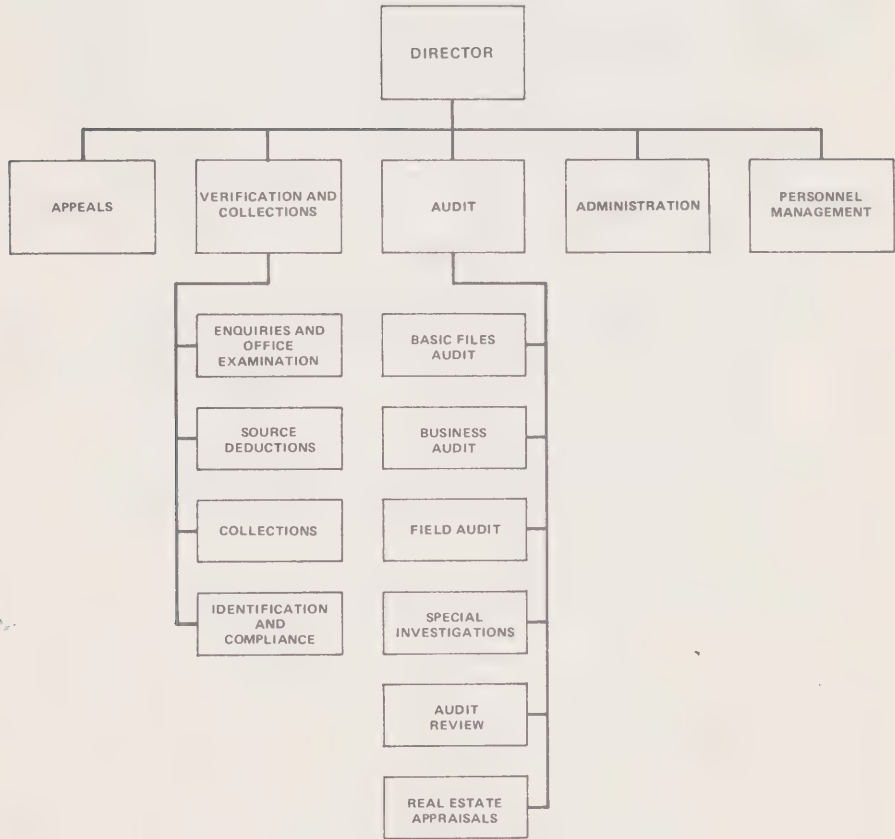 DIRECTOR
APPEALS
VERIFICATION AND
COLLECTIONS
AUDIT
ADMINISTRATION
PERSONNEL
MANAGEMENT
ENQUIRIES AND
OFFICE
EXAMINATION
SOURCE
DEDUCTIONS
COLLECTIONS
IDENTIFICATION
AND
COMPLIANCE
BASIC FILES
AUDIT
BUSINESS
AUDIT
FIELD AUDIT
SPECIAL
INVESTIGATIONS
AUDIT
REVIEW
REAL ESTATE
APPRAISALS